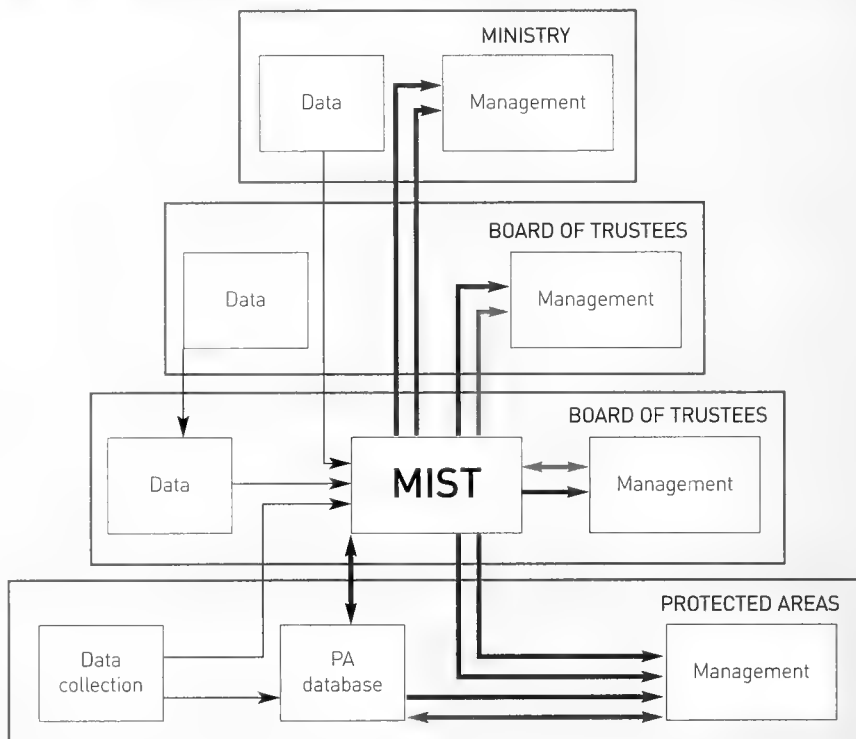 MINISTRY
Data
Management
BOARD OF TRUSTEES
Data
Management
BOARD OF TRUSTEES
Data
MIST
Management
PROTECTED AREAS
Data
collection
PA
database
Management